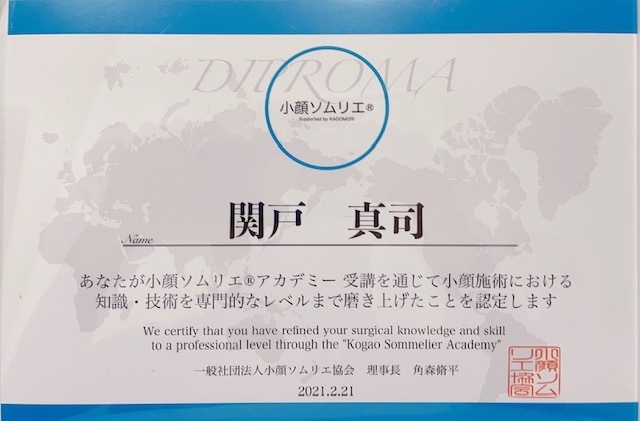 DIPROMA
小顔ソムリエ®
Supported by KADOMORI
Name 関戸 真司
あなたが小顔ソムリエ®アカデミー 受講を通じて小顔施術における
知識・技術を専門的なレベルまで磨き上げたことを認定します
We certify that you have refined your surgical knowledge and skill
to a professional level through the "Kogao Sommelier Academy"
一般社団法人小顔ソムリエ協会 理事長 角森脩平
2021.2.21
小顔ソム
リエ協會